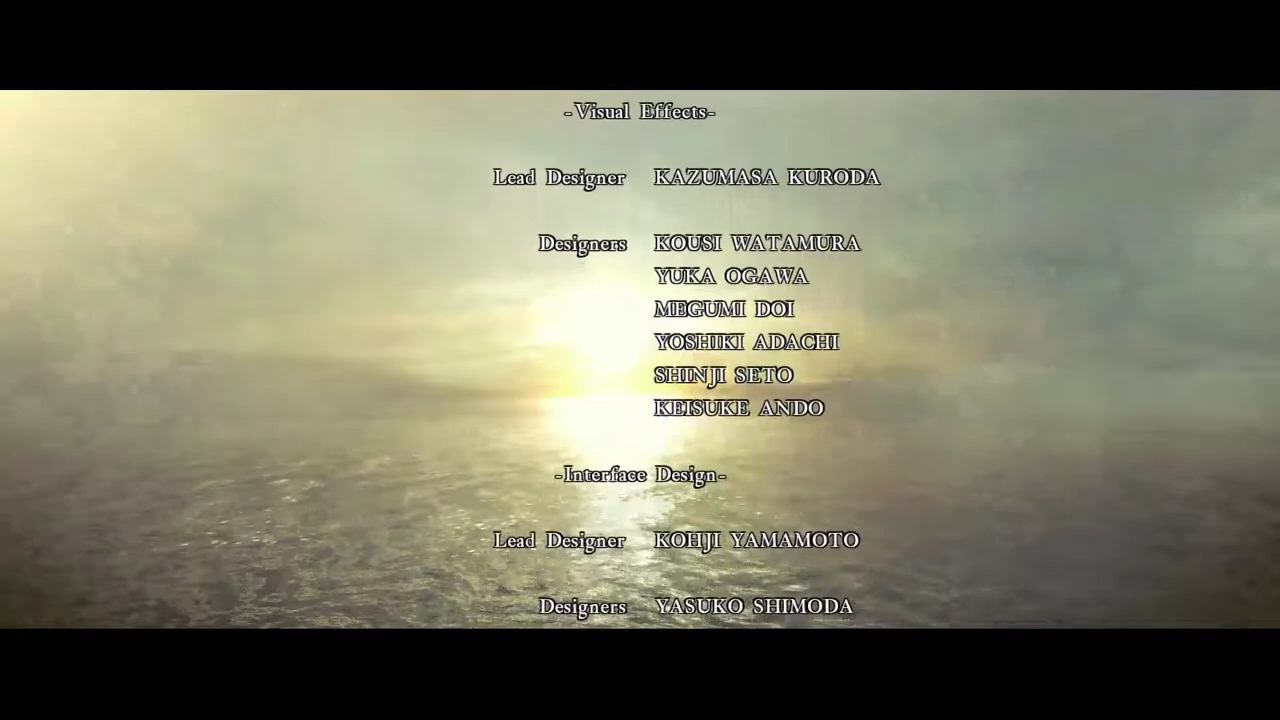 -Visual Effects-
Lead Designer KAZUMASA KURODA
Designers KOUSI WATAMURA
YUKA OGAWA
MEGUMI DOI
YOSHIKI ADACHI
SHINJI SETO
KEISUKE ANDO
-Interface Design-
Lead Designer KOHJI YAMAMOTO
Designers YASUKO SHIMODA